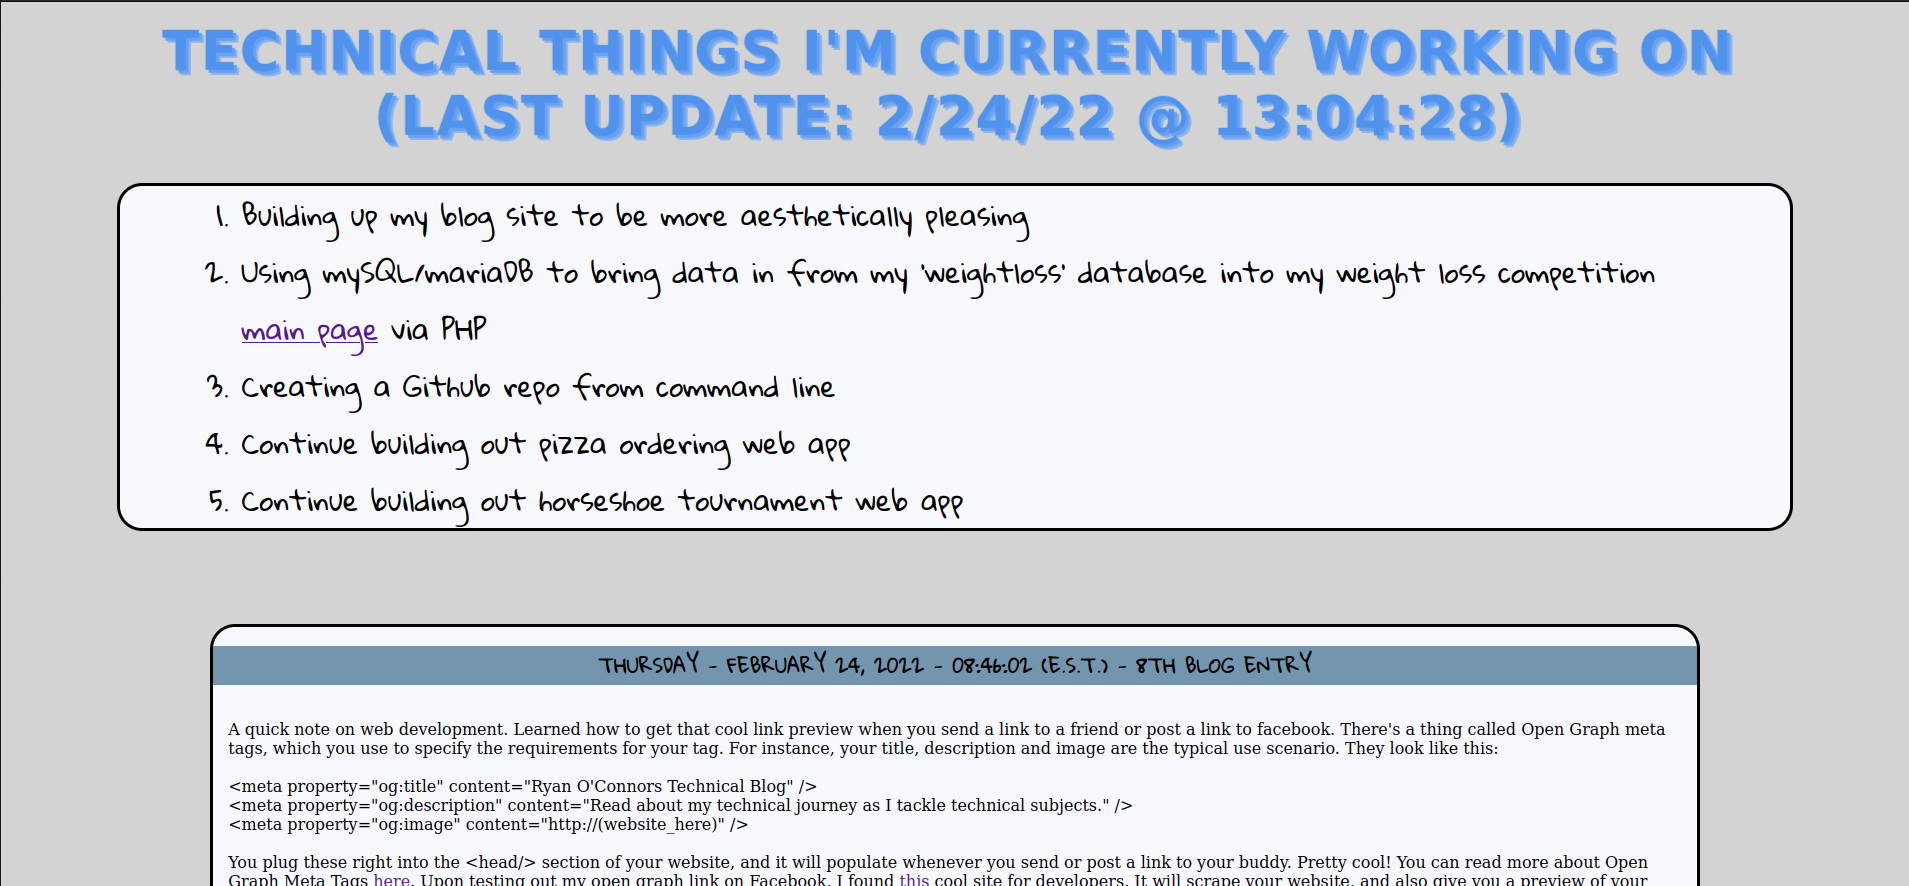 TECHNICAL THINGS I'M CURRENTLY WORKING ON
(LAST UPDATE: 2/24/22 @ 13:04:28)
1. Building up my blog site to be more aesthetically pleasing
2. Using mySQL/mariaDB to bring data in from my 'weightloss' database into my weight loss competition
main page via PHP
3. Creating a Github repo from command line
4. Continue building out pizza ordering web app
5. Continue building out horseshoe tournament web app
THURSDAY - FEBRUARY 24, 2022 - 08:46:02 (E.S.T.) - 8TH BLOG ENTRY
A quick note on web development. Learned how to get that cool link preview when you send a link to a friend or post a link to facebook. There's a thing called Open Graph meta
tags, which you use to specify the requirements for your tag. For instance, your title, description and image are the typical use scenario. They look like this:
<meta property="og:title" content="Ryan O'Connors Technical Blog" />
<meta property="og:description" content="Read about my technical journey as I tackle technical subjects." />
<meta property="og:image" content="http://(website_here)" />
You plug these right into the <head/> section of your website, and it will populate whenever you send or post a link to your buddy. Pretty cool! You can read more about Open
Graph Meta Tags here. Upon testing out my open graph link on Facebook, I found this cool site for developers. It will scrape your website, and also give you a preview of your